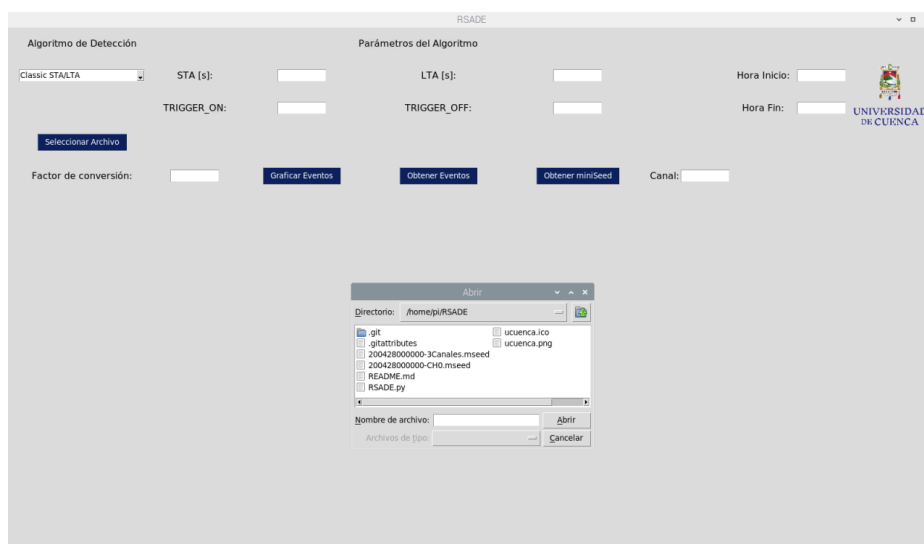 RSADE
Algoritmo de Detección
Parámetros del Algoritmo
Classic STA/LTA
STA [s]:
LTA [s]:
Hora Inicio:
TRIGGER_ON:
TRIGGER_OFF:
Hora Fin:
UNIVERSIDAD
DE CUENCA
Seleccionar Archivo
Factor de conversión:
Graficar Eventos
Obtener Eventos
Obtener miniSeed
Canal:
Abrir
Directorio: /home/pi/RSADE
.git
.gitattributes
200428000000-3Canales.mseed
200428000000-CH0.mseed
README.md
RSADE.py
ucuenca.ico
ucuenca.png
Nombre de archivo:
Abrir
Archivos de tipo:
Cancelar